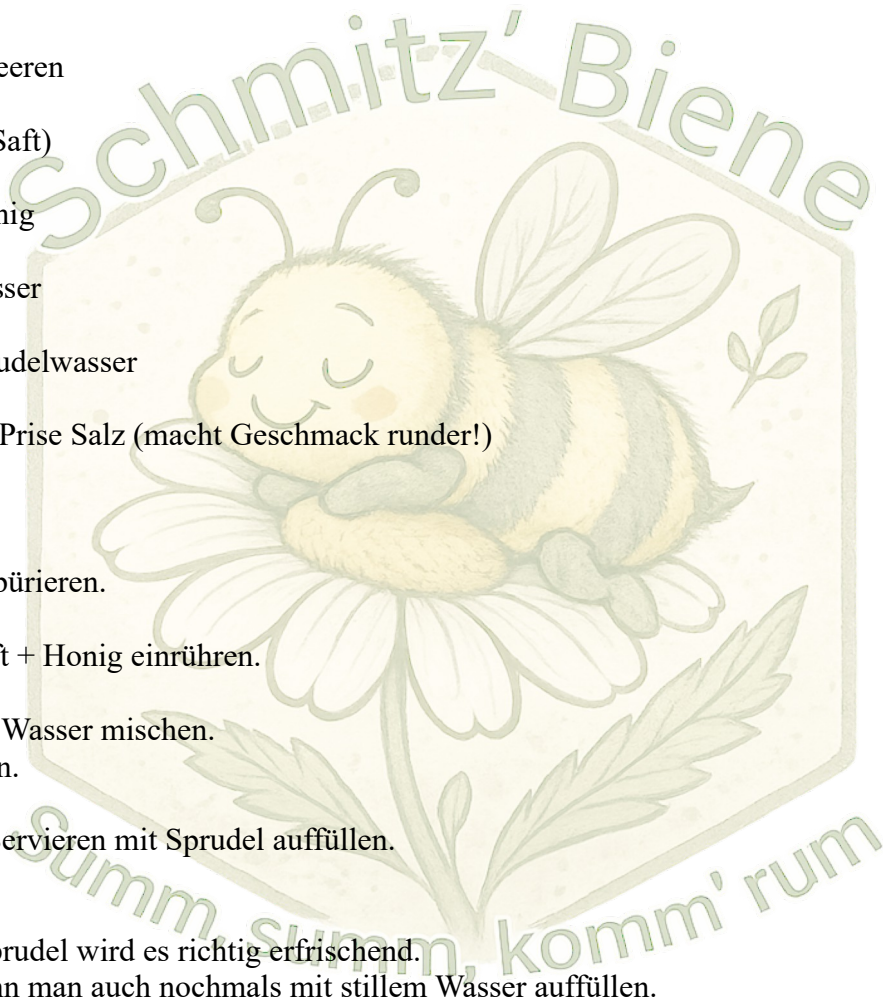 Schmitz' Biene
eeren
Saft)
nig
sser
udelwasser
Prise Salz (macht Geschmack runder!)
pürieren.
ft + Honig einrühren.
Wasser mischen.
n.
ervieren mit Sprudel auffüllen.
prudel wird es richtig erfrischend.
nn man auch nochmals mit stillem Wasser auffüllen.
Summ, summ, komm' rum